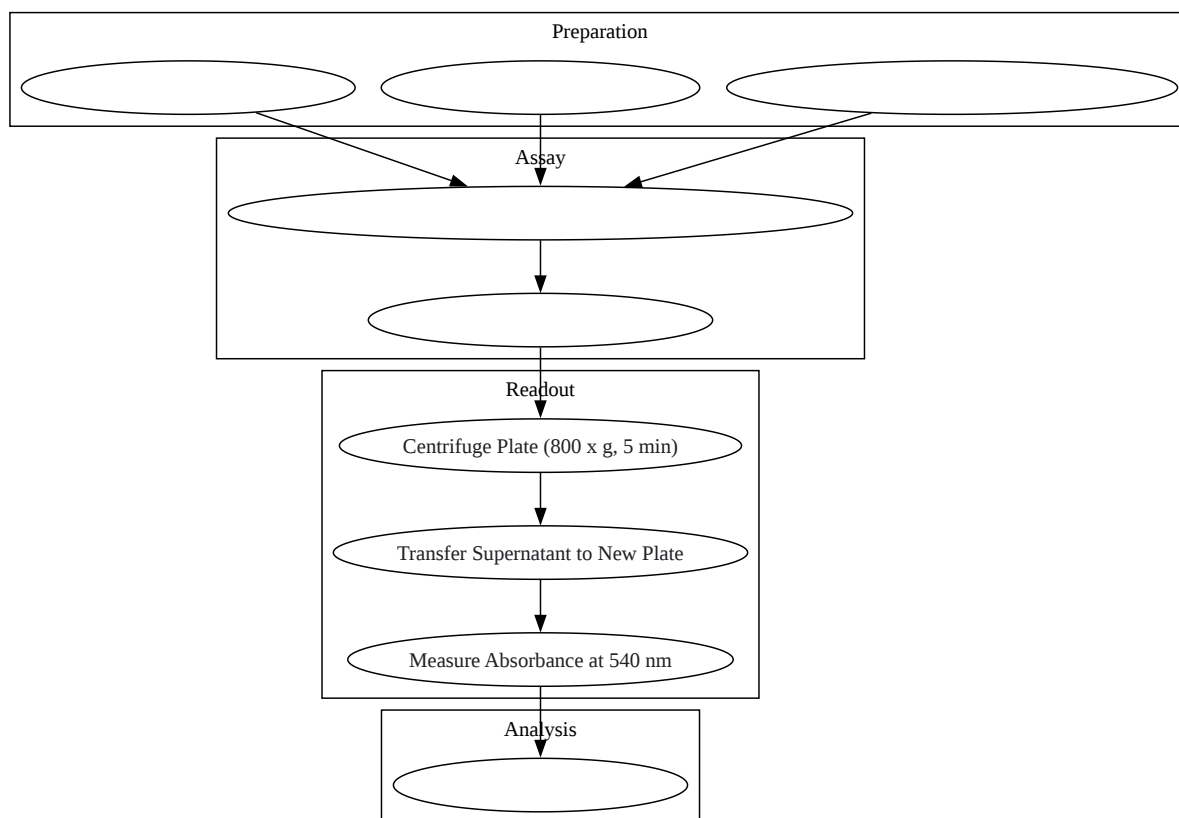 Preparation
Assay
Readout
Centrifuge Plate (800 x g, 5 min)
Transfer Supernatant to New Plate
Measure Absorbance at 540 nm
Analysis